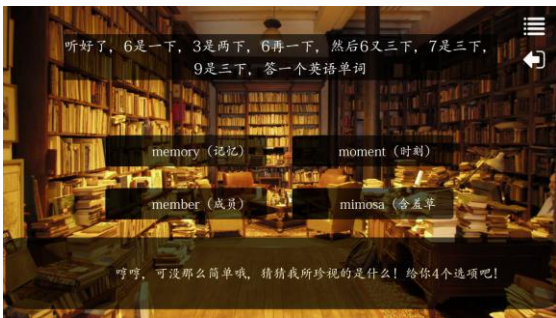 听好了，6是一下，3是两下，6再一下，然后6又三下，7是三下，
9是三下，答一个英语单词
memory（记忆）
moment（时刻）
member（成员）
mimosa（含羞草
哼哼，可没那么简单哦，猜猜我所珍视的是什么！给你4个选项吧！